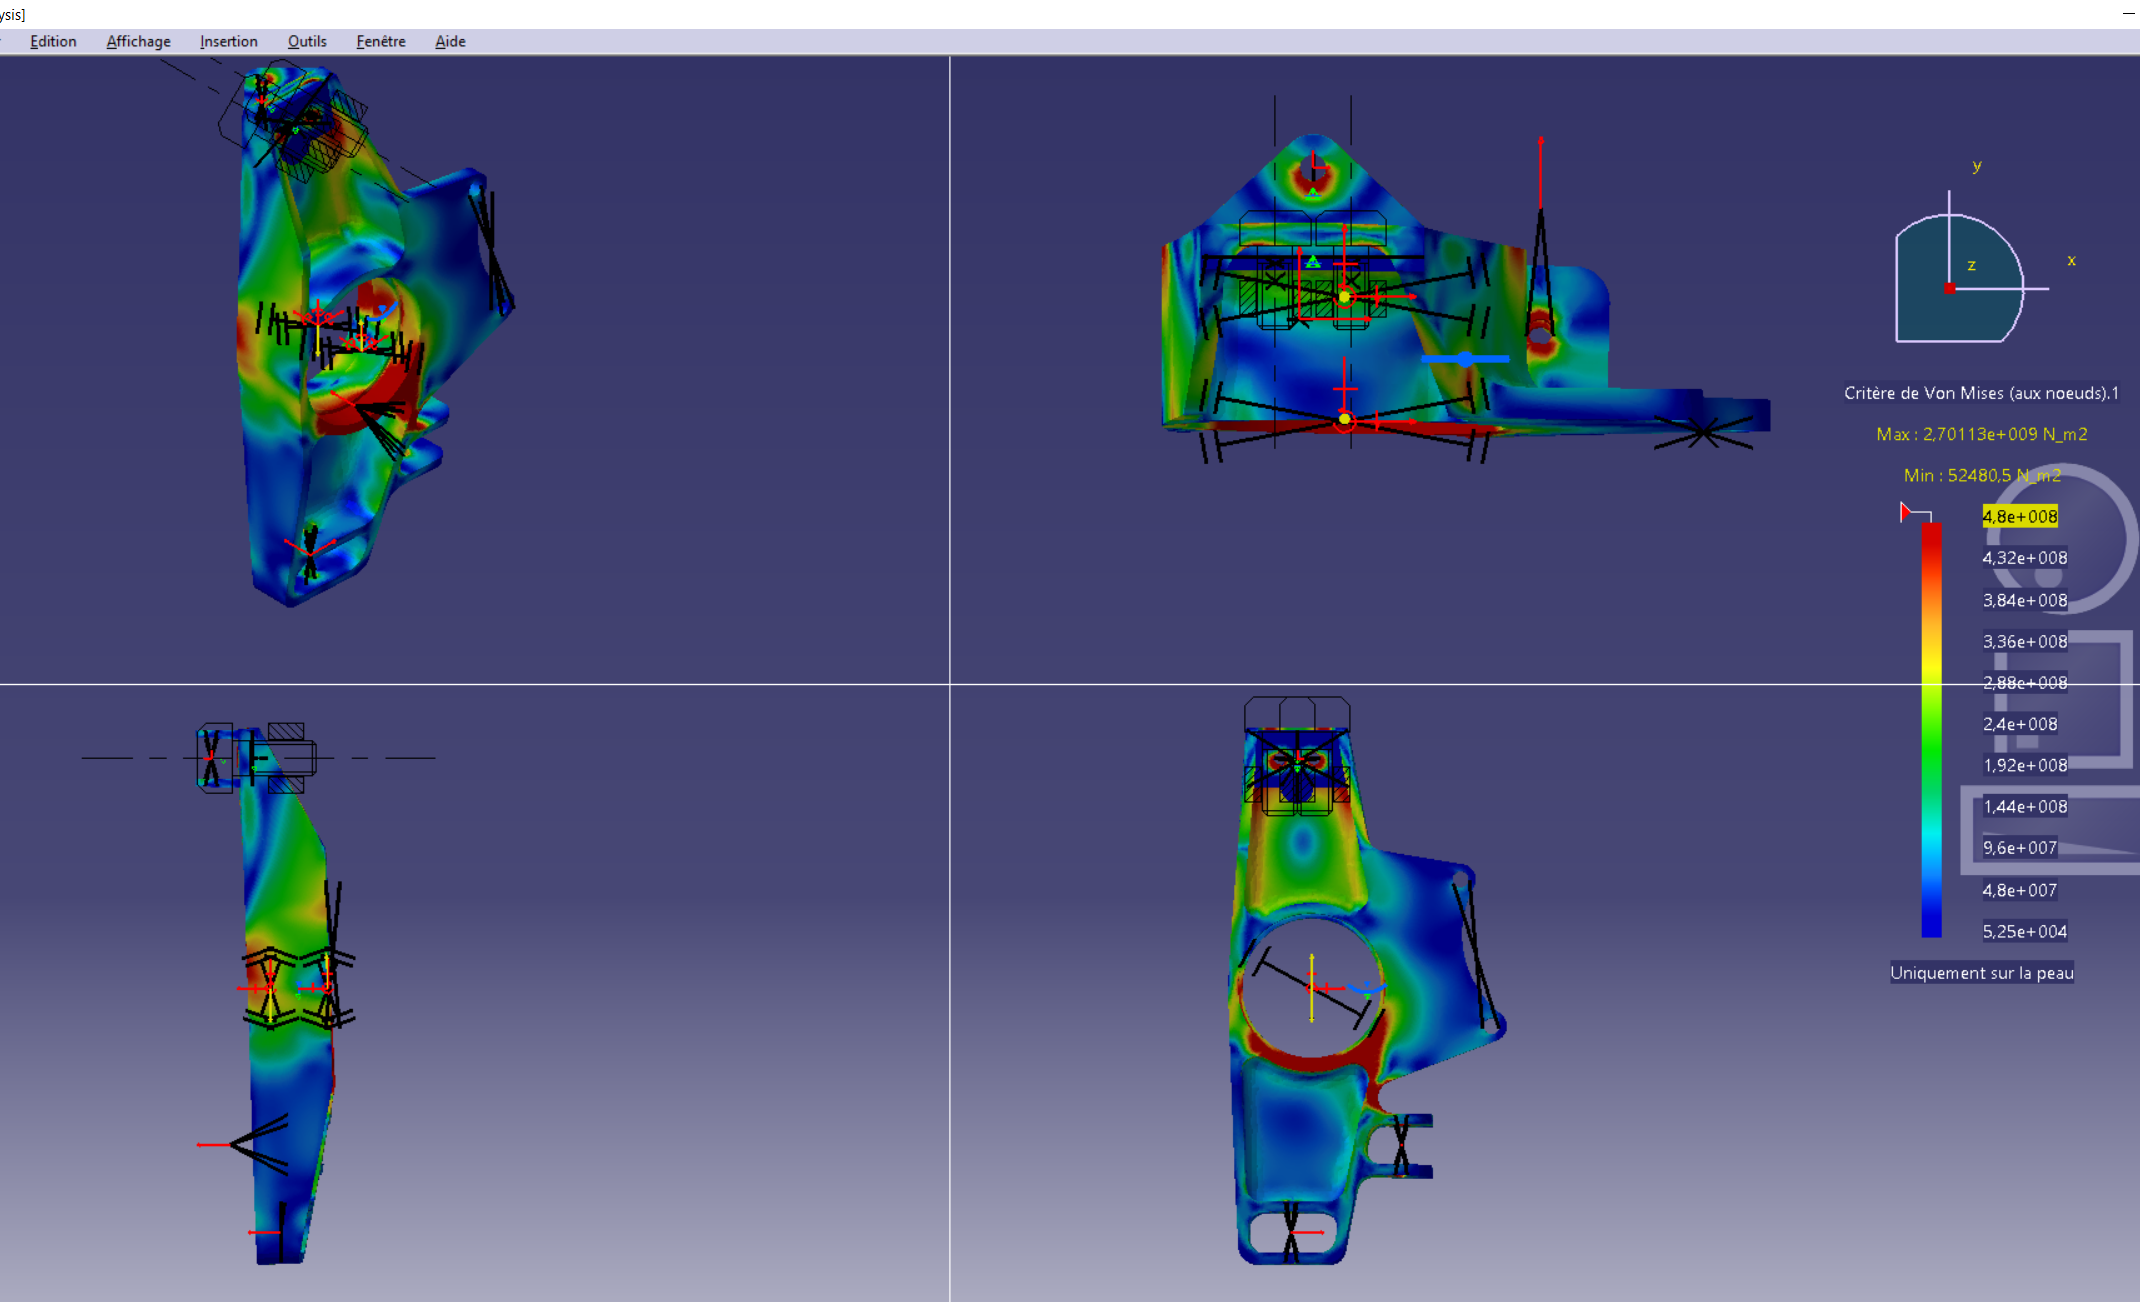 ysis]
Edition Affichage Insertion Outils Fenêtre Aide
y
z
x
Critère de Von Mises (aux noeuds).1
Max : 2,70113e+009 N_m2
Min : 52480,5 N_m2
4,8e+008
4,32e+008
3,84e+008
3,36e+008
2,88e+008
2,4e+008
1,92e+008
1,44e+008
9,6e+007
4,8e+007
5,25e+004
Uniquement sur la peau